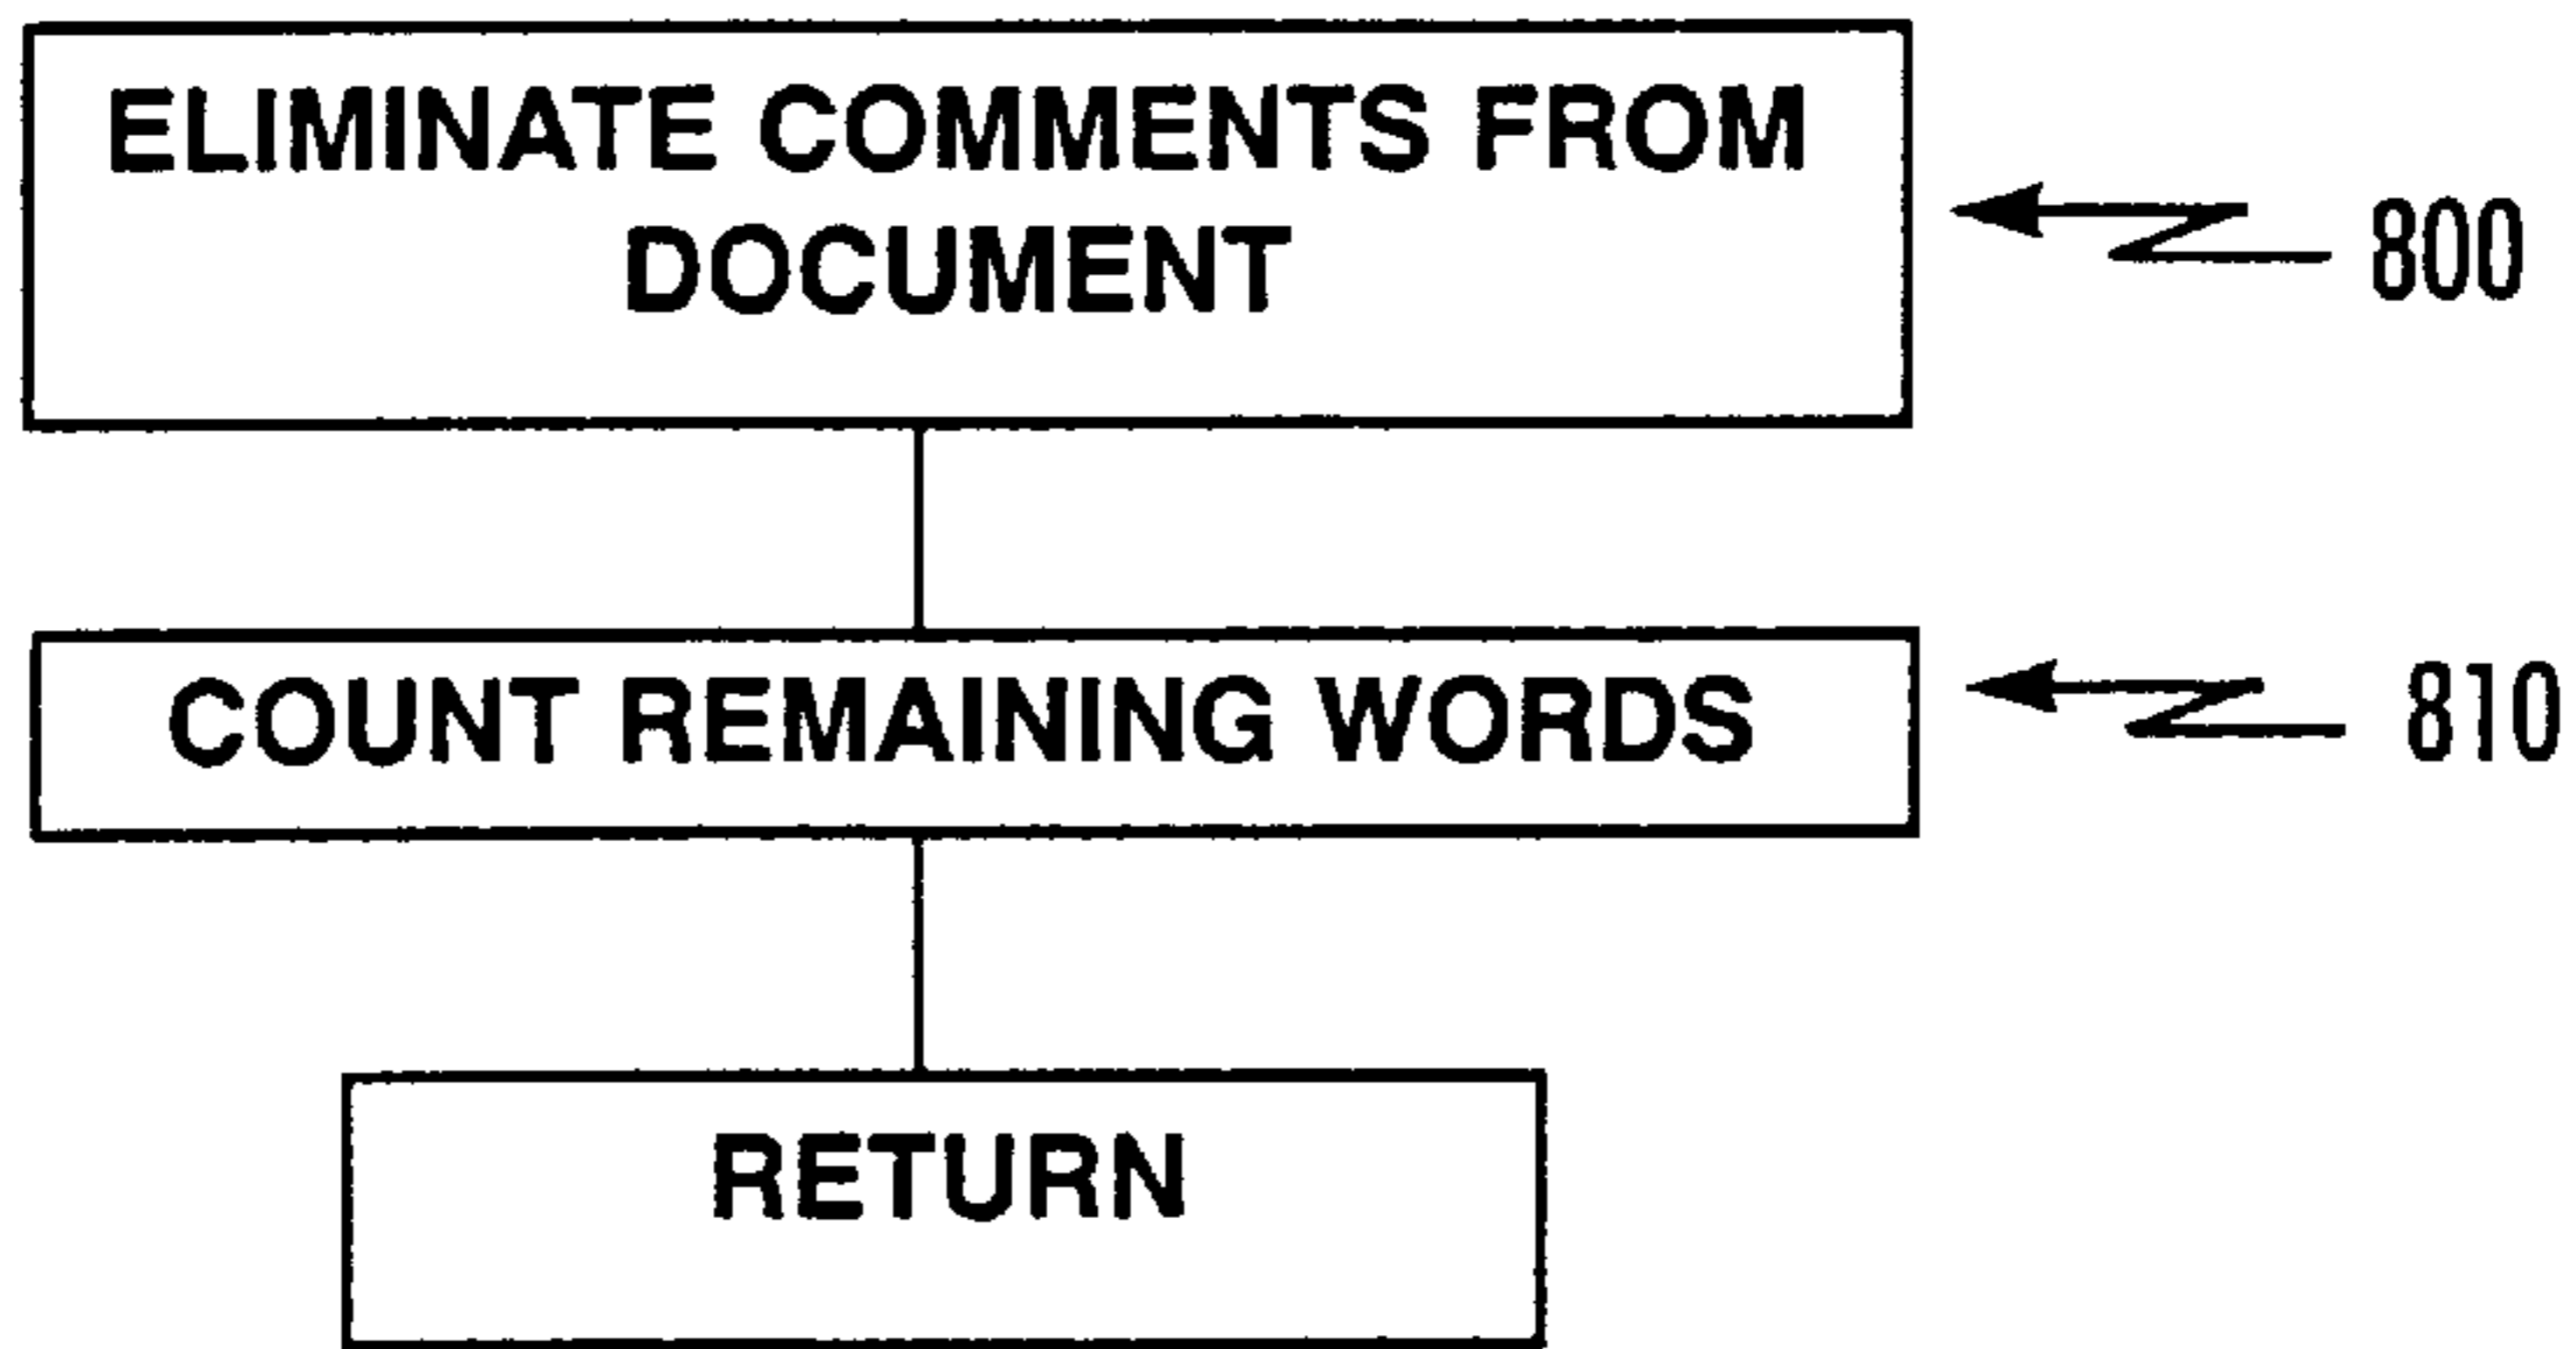 ELIMINATE COMMENTS FROM
DOCUMENT
800
COUNT REMAINING WORDS
810
RETURN